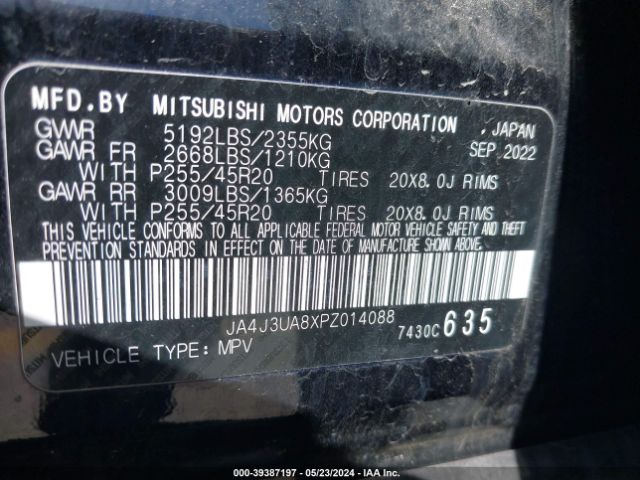 MFD.BY MITSUBISHI MOTORS CORPORATION , JAPAN
GVWR 5192LBS/2355KG SEP 2022
GAWR FR 2668LBS/1210KG
WITH P255/45R20 TIRES 20X8.0J RIMS
GAWR RR 3009LBS/1365KG
WITH P255/45R20 TIRES 20X8.0J RIMS
THIS VEHICLE CONFORMS TO ALL APPLICABLE FEDERAL MOTOR VEHICLE SAFETY AND THEFT
PREVENTION STANDARDS IN EFFECT ON THE DATE OF MANUFACTURE SHOWN ABOVE.
JA4J3UA8XPZ014088 7430C635
VEHICLE TYPE: MPV
000-39387197 - 05/23/2024 - IAA Inc.